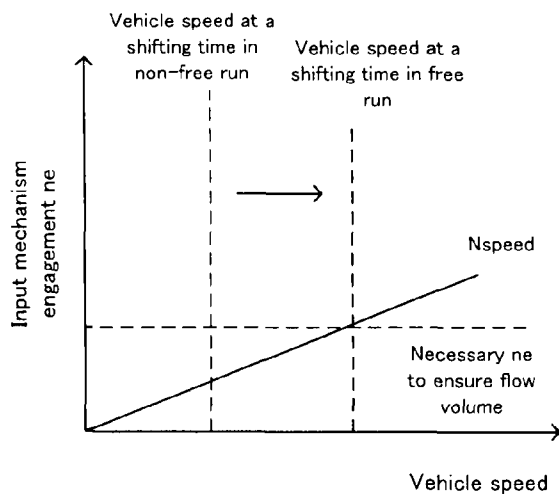 Vehicle speed at a
shifting time in
non-free run
Vehicle speed at a
shifting time in free
run
Input mechanism
engagement ne
Nspeed
Necessary ne
to ensure flow
volume
Vehicle speed